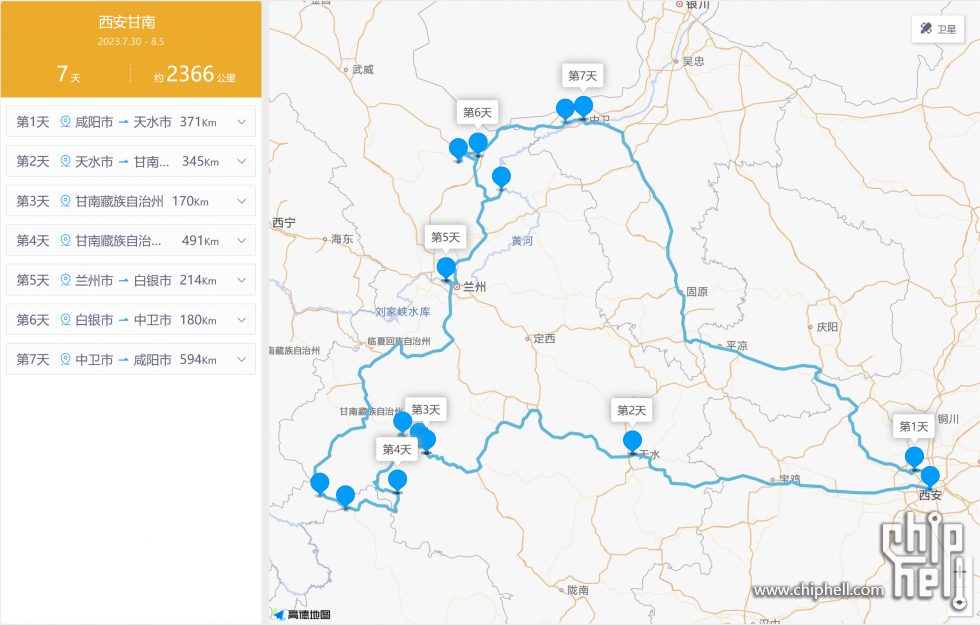 西安甘南
2023.7.30 - 8.5
7天
约2366公里
第1天 咸阳市 天水市 371Km
第2天 天水市 甘南... 345Km
第3天 甘南藏族自治州 170Km
第4天 甘南藏族自治... 491Km
第5天 兰州市 白银市 214Km
第6天 白银市 中卫市 180Km
第7天 中卫市 咸阳市 594Km
银川
卫星
吴忠
武威
第7天
第6天
中卫
西宁
海东
第5天
黄河
兰州
固原
刘家峡水库
庆阳
定西
临夏回族自治州
平凉
南藏族自治州
甘南藏族自治州
第3天
第2天
第1天
铜川
第4天
天水
宝鸡
西安
陇南
www.chiphell.com
chip
hell
高德地图